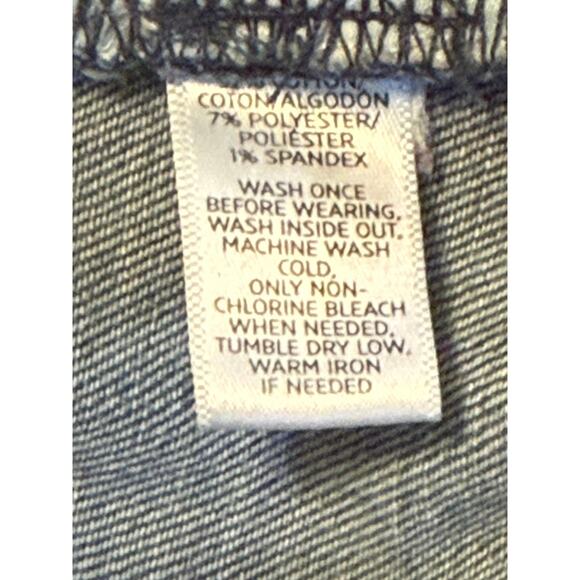 COTON/ALGODON
7% POLYESTER/
POLIÉSTER
1% SPANDEX
WASH ONCE
BEFORE WEARING,
WASH INSIDE OUT,
MACHINE WASH
COLD,
ONLY NON-
CHLORINE BLEACH
WHEN NEEDED,
TUMBLE DRY LOW,
WARM IRON
IF NEEDED